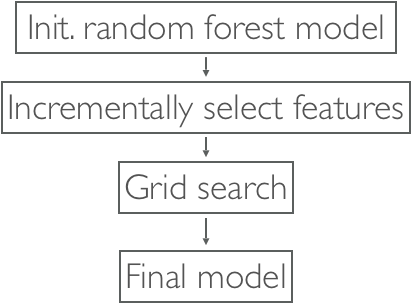 Init. random forest model
Incrementally select features
Grid search
Final model